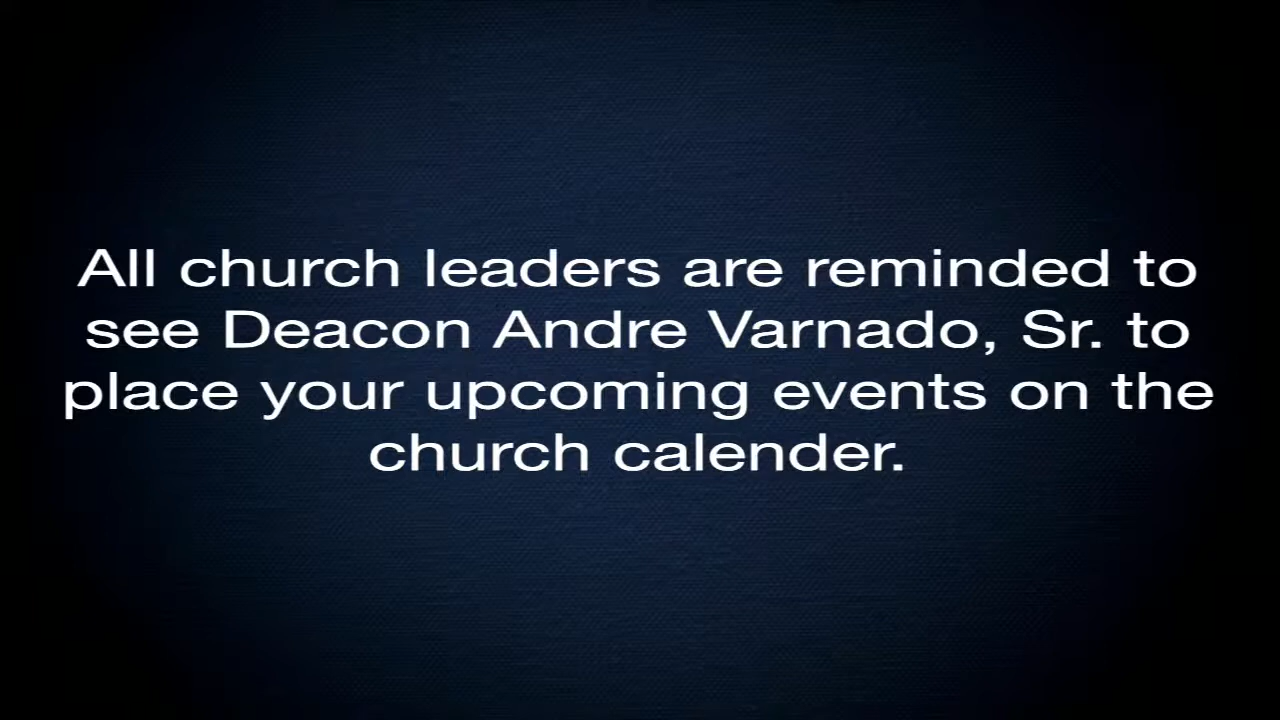 All church leaders are reminded to
see Deacon Andre Varnado, Sr. to
place your upcoming events on the
church calender.